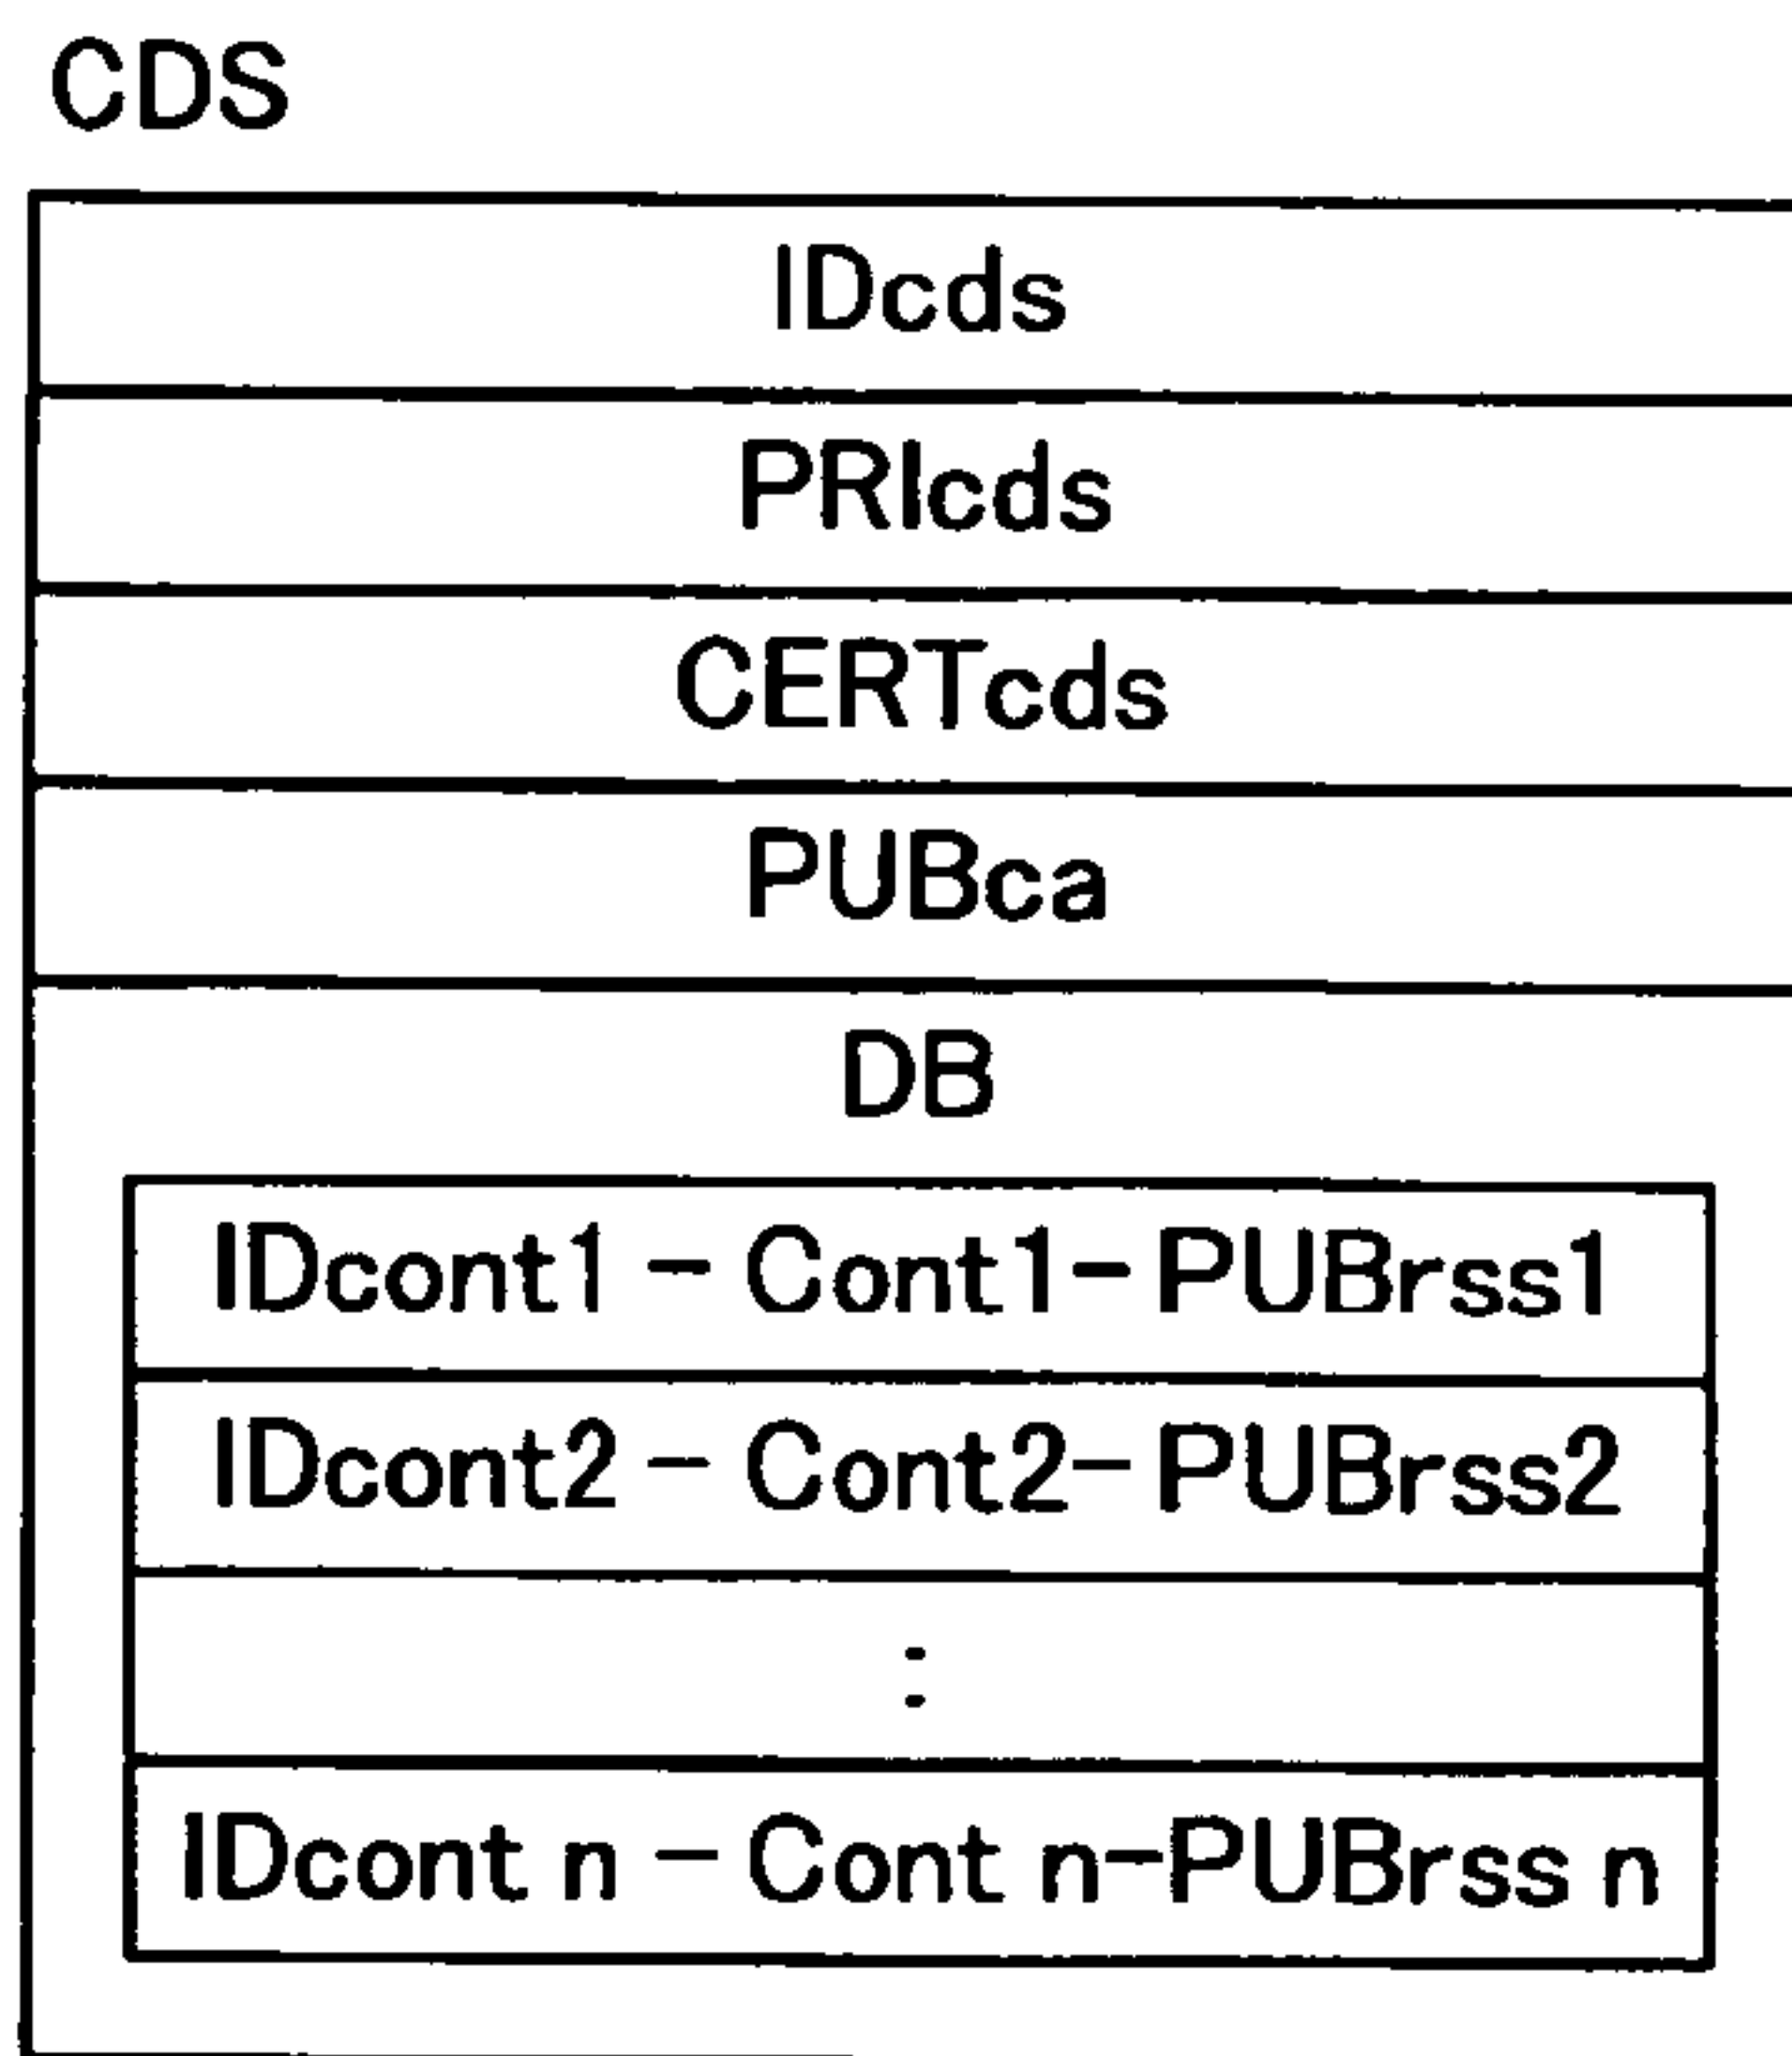 CDS
IDcds
PRIcds
CERTcds
PUBca
DB
IDcont1 – Cont1–PUBrss1
IDcont2 – Cont2– PUBrss2
:
IDcont n – Cont n–PUBrss n